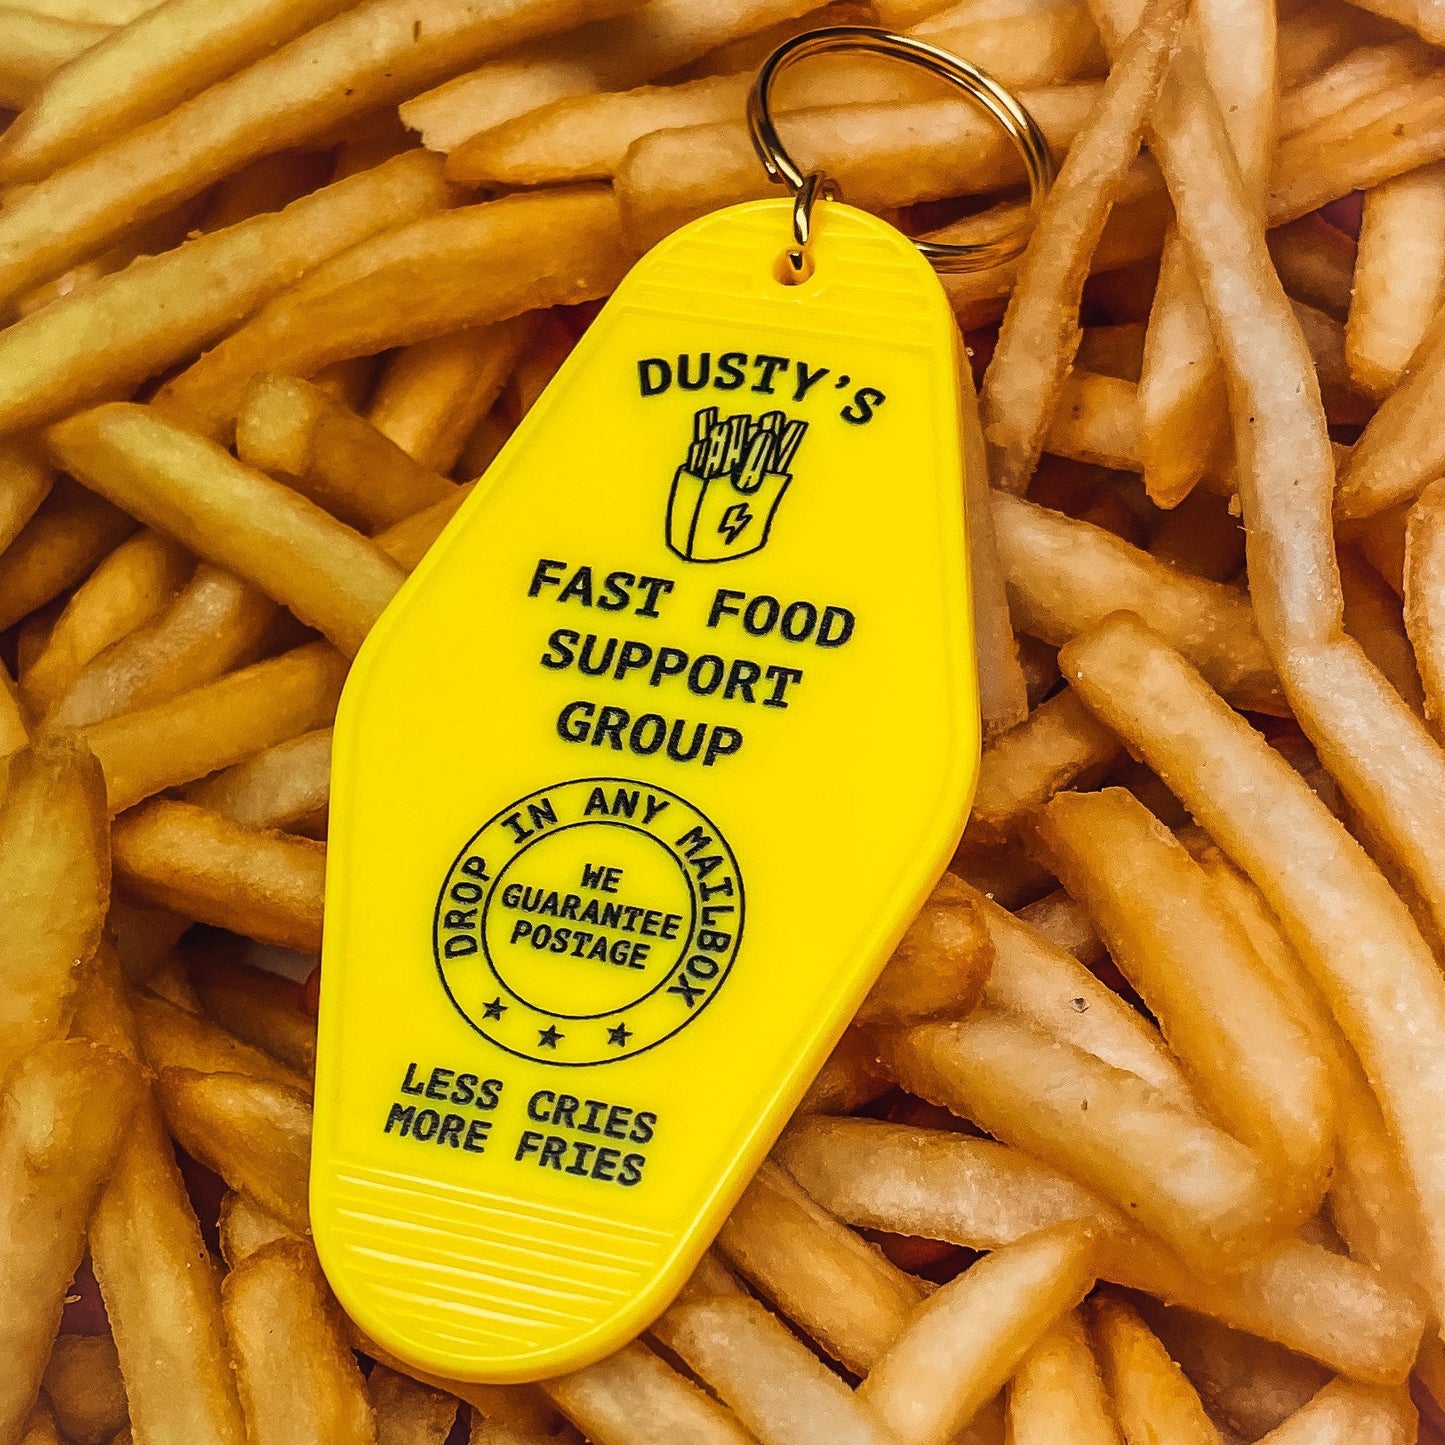 DUSTY'S
FAST FOOD
SUPPORT
GROUP
DROP IN ANY MAILBOX
WE
GUARANTEE
POSTAGE
LESS CRIES
MORE FRIES